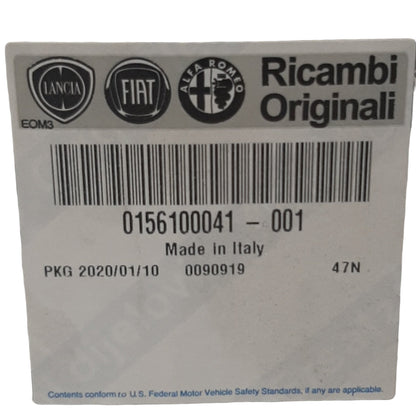 LANCIA FIAT ALFA ROMEO Ricambi
Originali
EOM3
0156100041 - 001
Made in Italy
PKG 2020/01/10 0090919 47N
Contents conform to U.S. Federal Motor Vehicle Safety Standards, if any are applicable.